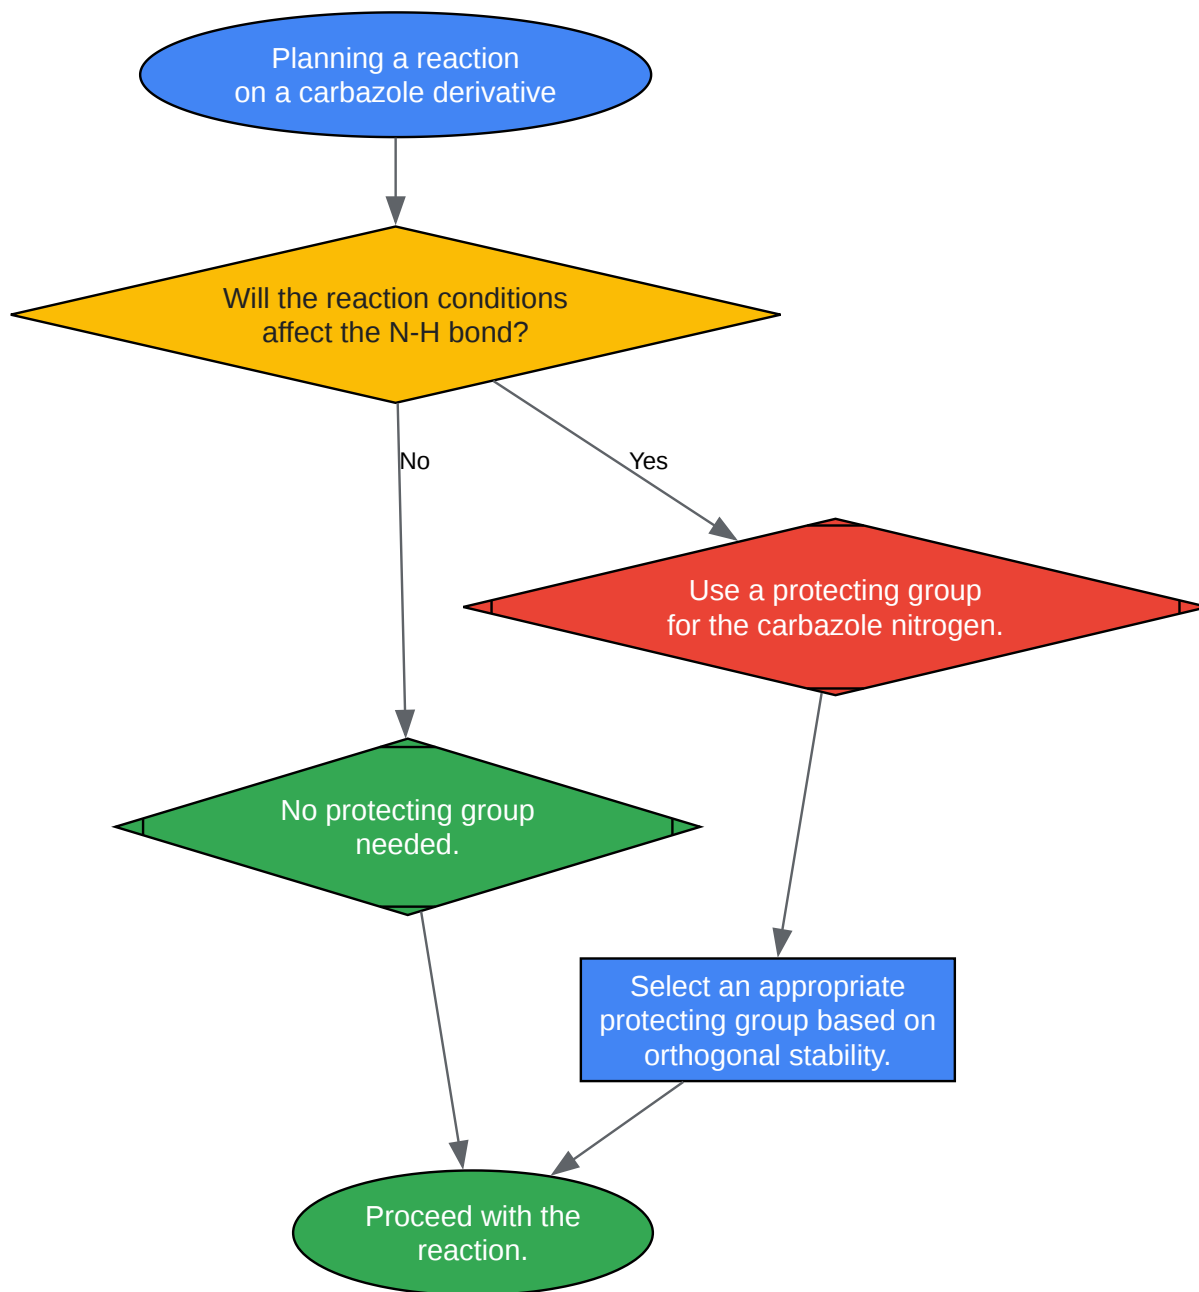 Planning a reaction
on a carbazole derivative
Will the reaction conditions
affect the N-H bond?
No
Yes
Use a protecting group
for the carbazole nitrogen.
No protecting group
needed.
Select an appropriate
protecting group based on
orthogonal stability.
Proceed with the
reaction.